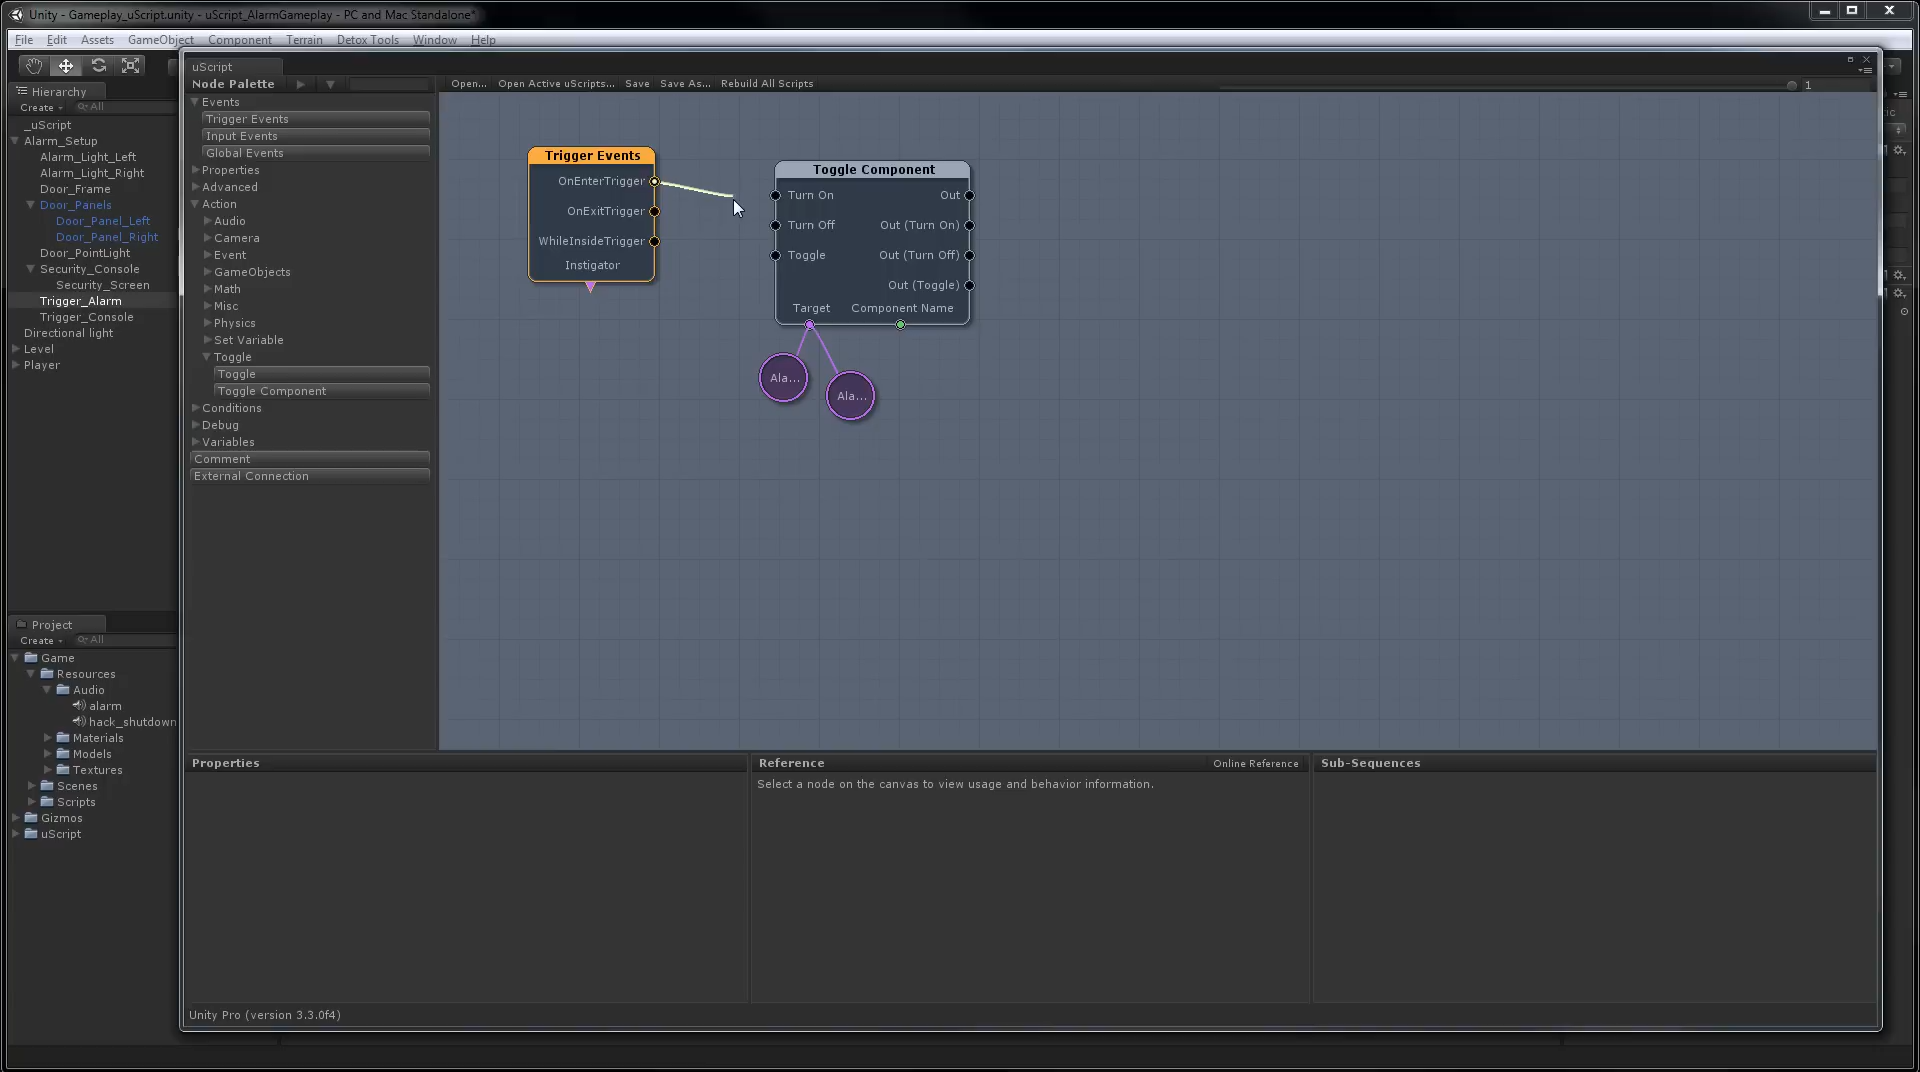 Unity - Gameplay_uScript.unity - uScript_AlarmGameplay - PC and Mac Standalone*
File Edit Assets GameObject Component Terrain Detox Tools Window Help
Hierarchy
Create All
_uScript
Alarm_Setup
Alarm_Light_Left
Alarm_Light_Right
Door_Frame
Door_Panels
Door_Panel_Left
Door_Panel_Right
Door_PointLight
Security_Console
Security_Screen
Trigger_Alarm
Trigger_Console
Directional light
Level
Player
Project
Create All
Game
Resources
Audio
alarm
hack_shutdown
Materials
Models
Textures
Scenes
Scripts
Gizmos
uScript
uScript
Node Palette
Open... Open Active uScripts... Save Save As... Rebuild All Scripts
1
Events
Trigger Events
Input Events
Global Events
Properties
Advanced
Action
Audio
Camera
Event
GameObjects
Math
Misc
Physics
Set Variable
Toggle
Toggle
Toggle Component
Conditions
Debug
Variables
Comment
External Connection
Trigger Events
OnEnterTrigger
OnExitTrigger
WhileInsideTrigger
Instigator
Toggle Component
Turn On Out
Turn Off Out (Turn On)
Toggle Out (Turn Off)
Out (Toggle)
Target Component Name
Ala...
Ala...
Properties
Reference Online Reference
Select a node on the canvas to view usage and behavior information.
Sub-Sequences
Unity Pro (version 3.3.0f4)